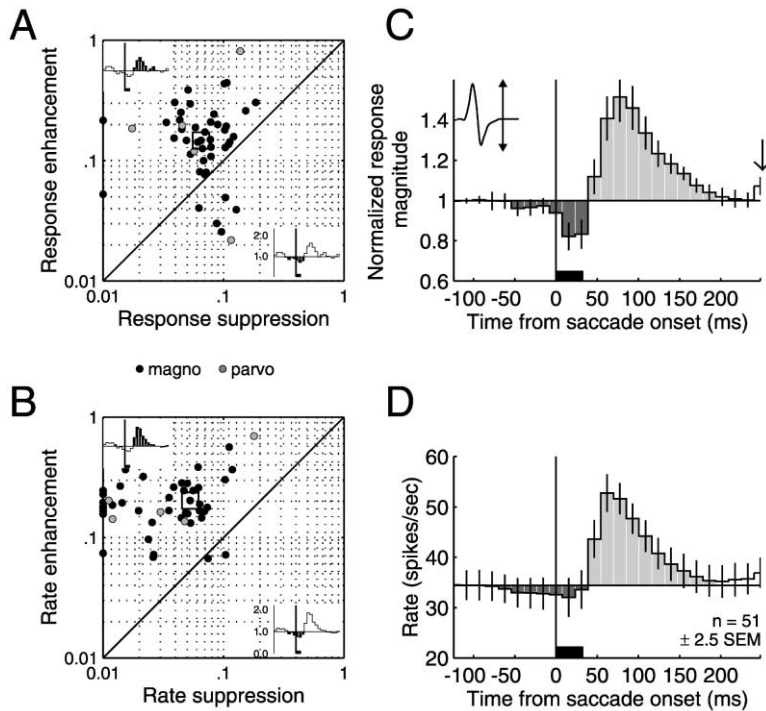 A
Response enhancement
1
.1
0.01
0.01
.1
1
Response suppression
2.0
1.0
magno parvo
B
Rate enhancement
1
.1
0.01
0.01
.1
1
Rate suppression
2.0
1.0
0.0
C
Normalized response
magnitude
1.4
1.2
1
0.8
0.6
-100 -50 0 50 100 150 200
Time from saccade onset (ms)
D
Rate (spikes/sec)
60
50
40
30
20
n = 51
± 2.5 SEM
-100 -50 0 50 100 150 200
Time from saccade onset (ms)